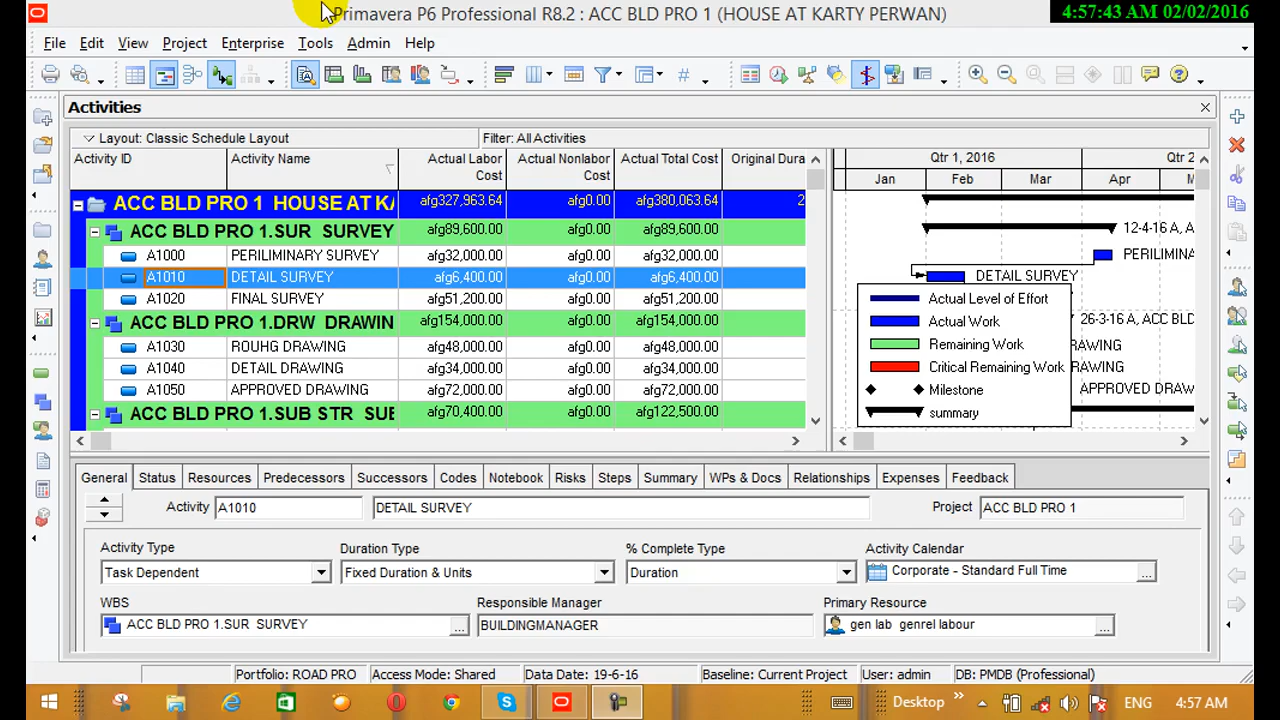 Primavera P6 Professional R8.2 : ACC BLD PRO 1 (HOUSE AT KARTY PERWAN)
4:57:43 AM 02/02/2016
File Edit View Project Enterprise Tools Admin Help
Activities
Layout: Classic Schedule Layout Filter: All Activities
Activity ID Activity Name Actual Labor Cost Actual Nonlabor Cost Actual Total Cost Original Dura
Qtr 1, 2016 Qtr 2
Jan Feb Mar Apr M
ACC BLD PRO 1 HOUSE AT KA afg327,963.64 afg0.00 afg380,063.64 2
ACC BLD PRO 1.SUR SURVEY afg89,600.00 afg0.00 afg89,600.00 12-4-16 A, A
A1000 PERILIMINARY SURVEY afg32,000.00 afg0.00 afg32,000.00 PERILIMINA
A1010 DETAIL SURVEY afg6,400.00 afg0.00 afg6,400.00 DETAIL SURVEY
A1020 FINAL SURVEY afg51,200.00 afg0.00 afg51,200.00
ACC BLD PRO 1.DRW DRAWIN afg154,000.00 afg0.00 afg154,000.00 26-3-16 A, ACC BL
A1030 ROUHG DRAWING afg48,000.00 afg0.00 afg48,000.00 AWING
A1040 DETAIL DRAWING afg34,000.00 afg0.00 afg34,000.00 RAWING
A1050 APPROVED DRAWING afg72,000.00 afg0.00 afg72,000.00 APPROVED DRAW
ACC BLD PRO 1.SUB STR SUE afg70,400.00 afg0.00 afg122,500.00
Actual Level of Effort
Actual Work
Remaining Work
Critical Remaining Work
Milestone
summary
General Status Resources Predecessors Successors Codes Notebook Risks Steps Summary WPs & Docs Relationships Expenses Feedback
Activity A1010 DETAIL SURVEY Project ACC BLD PRO 1
Activity Type Duration Type % Complete Type Activity Calendar
Task Dependent Fixed Duration & Units Duration Corporate - Standard Full Time
WBS Responsible Manager Primary Resource
ACC BLD PRO 1.SUR SURVEY BUILDINGMANAGER gen lab genrel labour
Portfolio: ROAD PRO Access Mode: Shared Data Date: 19-6-16 Baseline: Current Project User: admin DB: PMDB (Professional)
Desktop ENG 4:57 AM